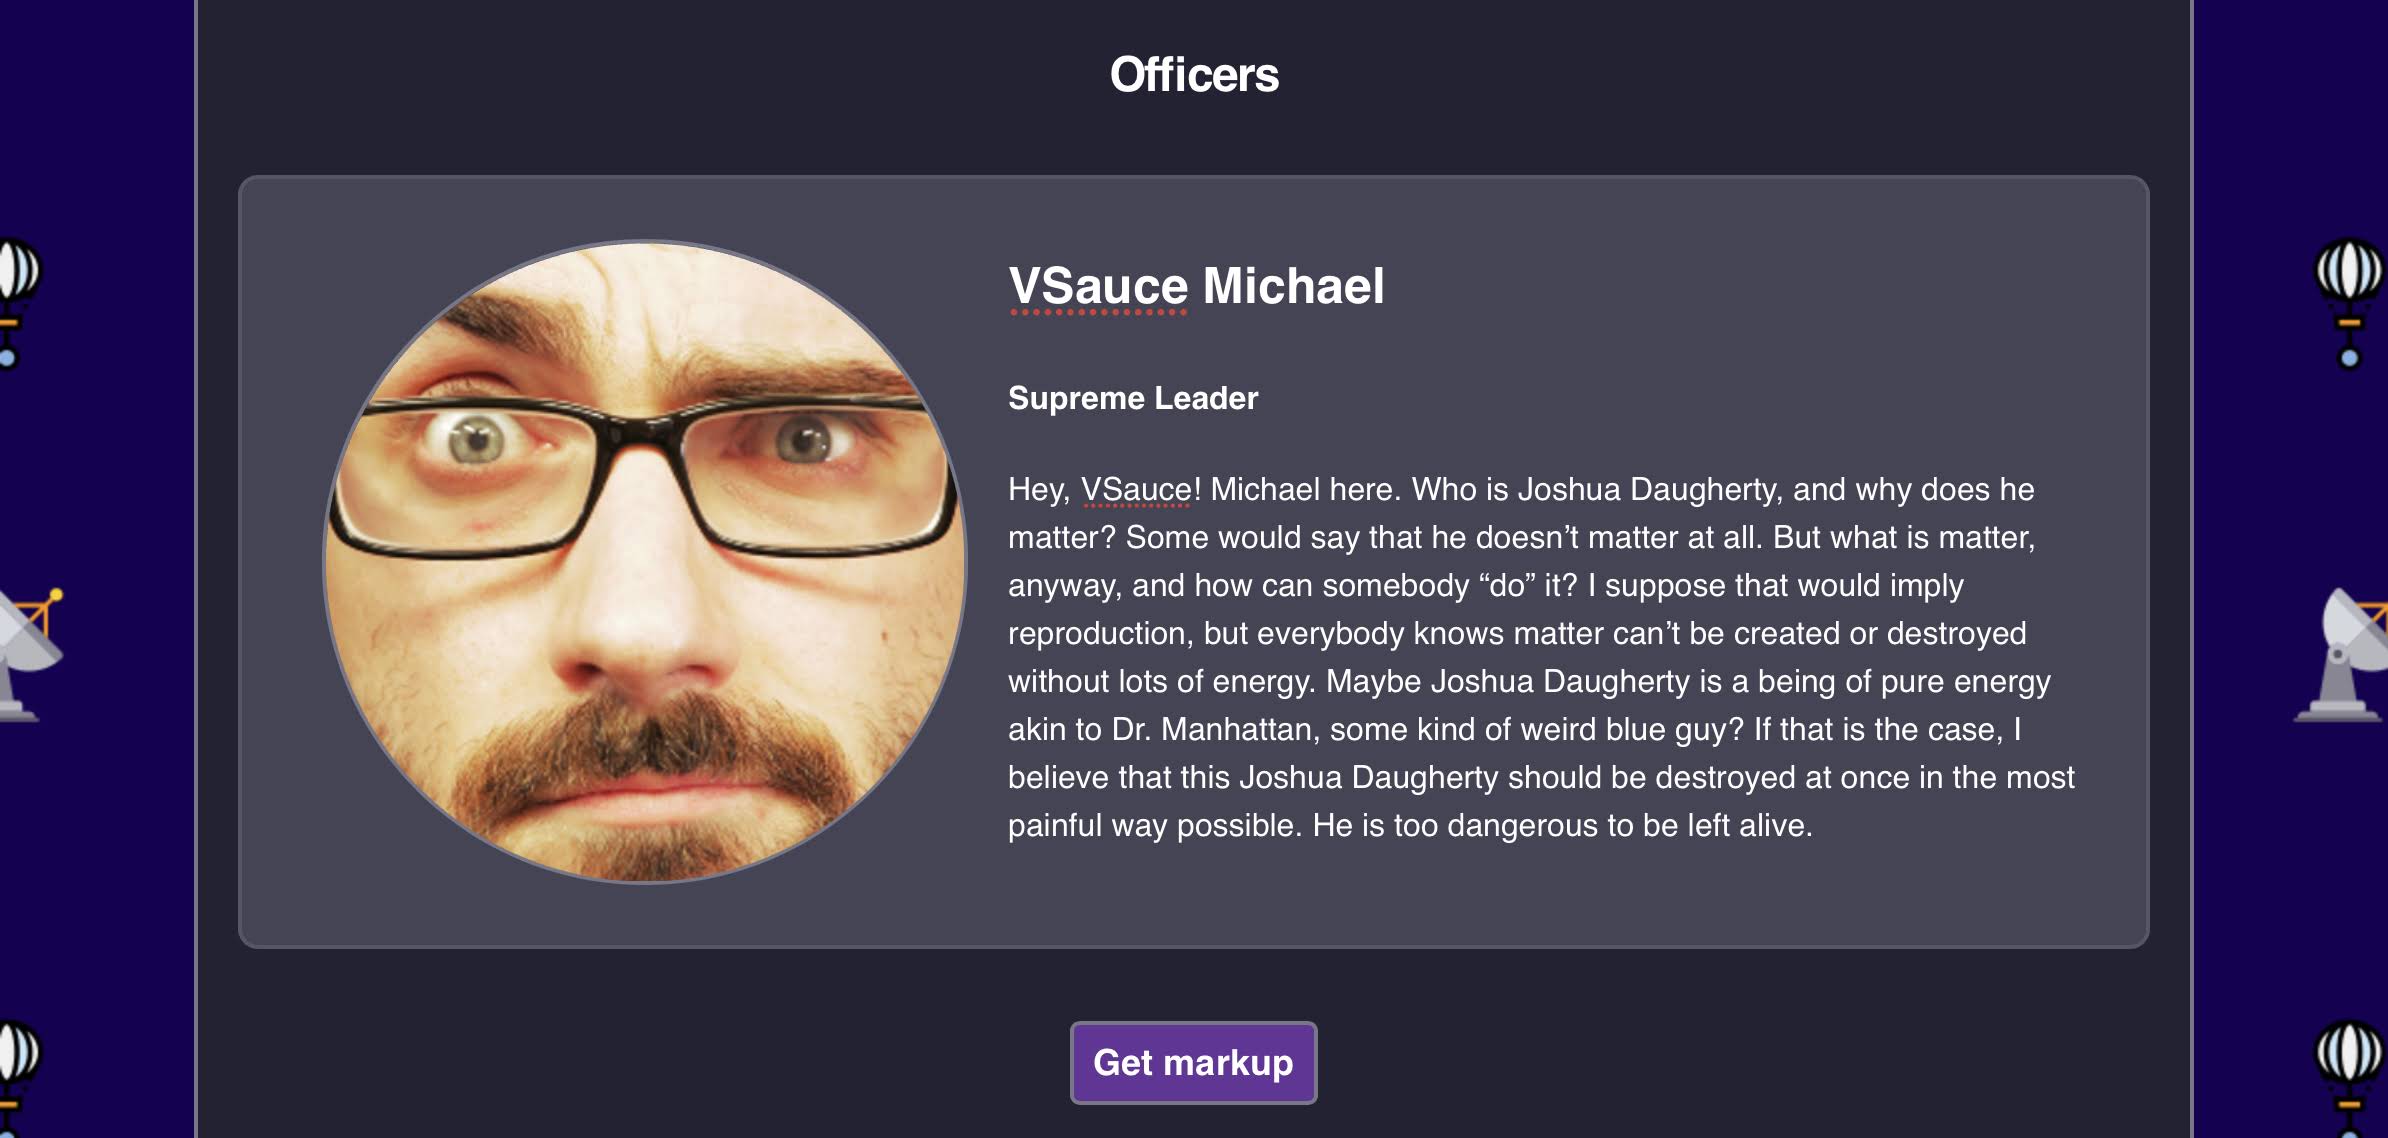 Officers
VSauce Michael
Supreme Leader
Hey, VSauce! Michael here. Who is Joshua Daugherty, and why does he
matter? Some would say that he doesn’t matter at all. But what is matter,
anyway, and how can somebody “do” it? I suppose that would imply
reproduction, but everybody knows matter can’t be created or destroyed
without lots of energy. Maybe Joshua Daugherty is a being of pure energy
akin to Dr. Manhattan, some kind of weird blue guy? If that is the case, I
believe that this Joshua Daugherty should be destroyed at once in the most
painful way possible. He is too dangerous to be left alive.
Get markup